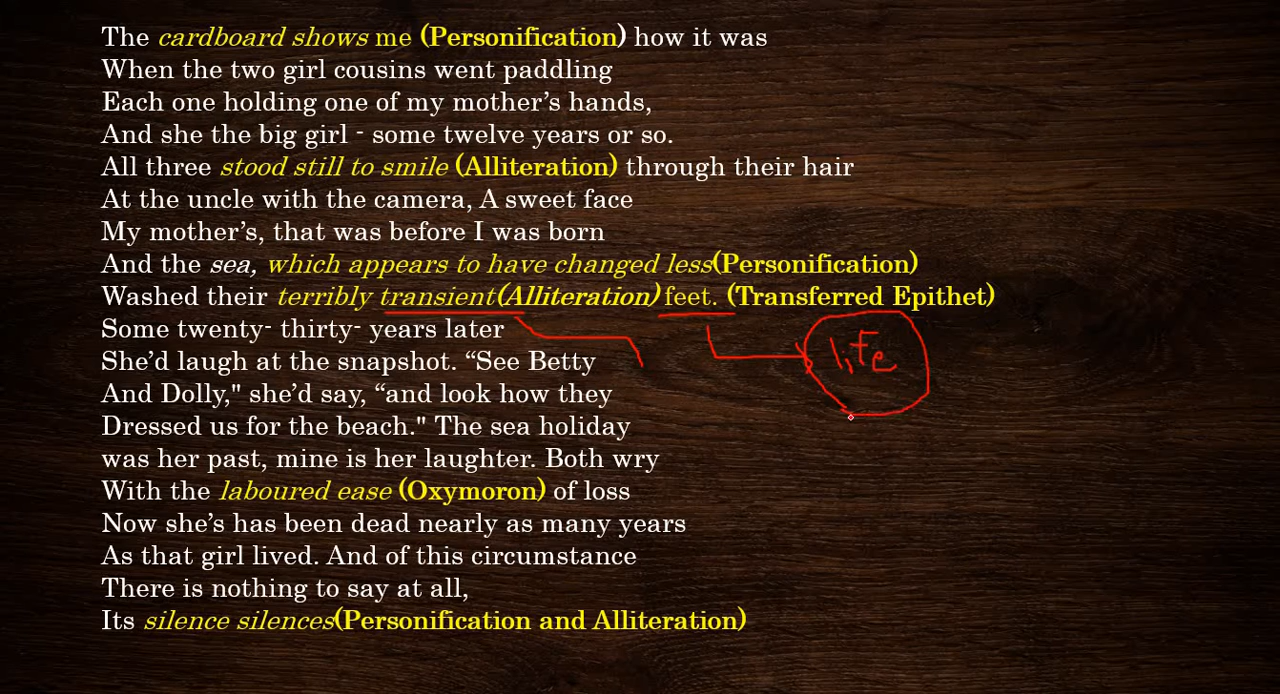 The cardboard shows me (Personification) how it was
When the two girl cousins went paddling
Each one holding one of my mother's hands,
And she the big girl - some twelve years or so.
All three stood still to smile (Alliteration) through their hair
At the uncle with the camera, A sweet face
My mother's, that was before I was born
And the sea, which appears to have changed less(Personification)
Washed their terribly transient(Alliteration) feet. (Transferred Epithet)
Some twenty- thirty- years later
She'd laugh at the snapshot. “See Betty
life
And Dolly," she'd say, “and look how they
Dressed us for the beach." The sea holiday
was her past, mine is her laughter. Both wry
With the laboured ease (Oxymoron) of loss
Now she's has been dead nearly as many years
As that girl lived. And of this circumstance
There is nothing to say at all,
Its silence silences(Personification and Alliteration)